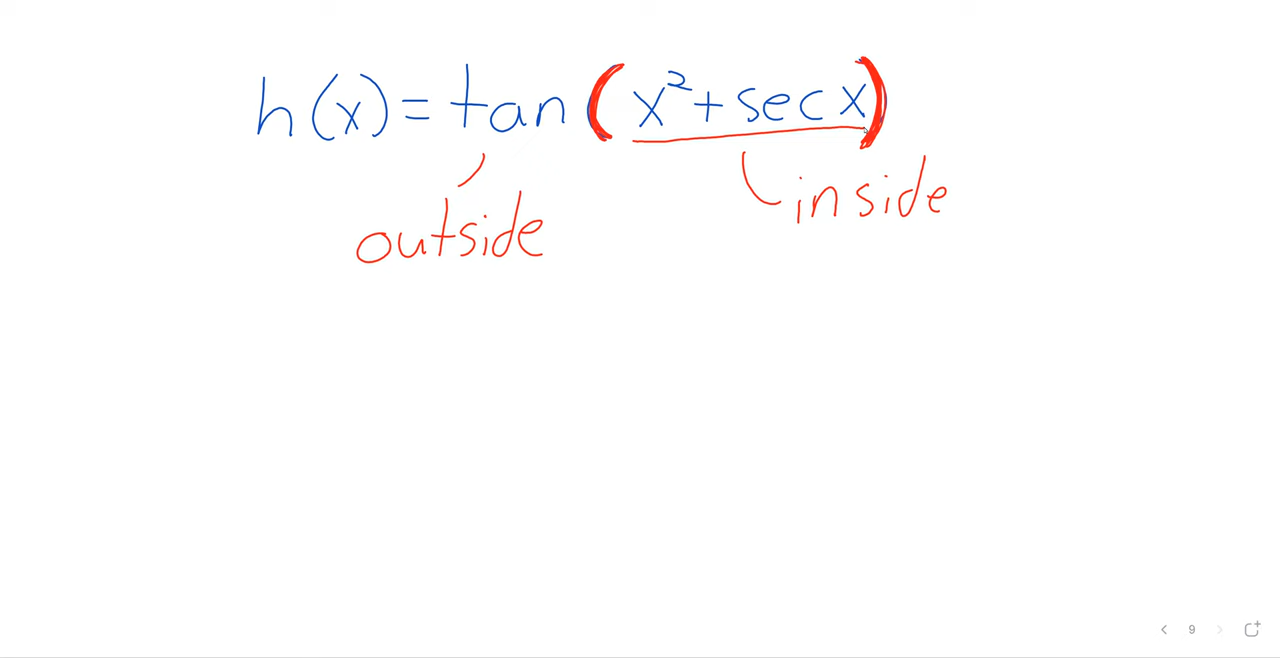 h(x) = tan(x² + sec x)
inside
outside
9